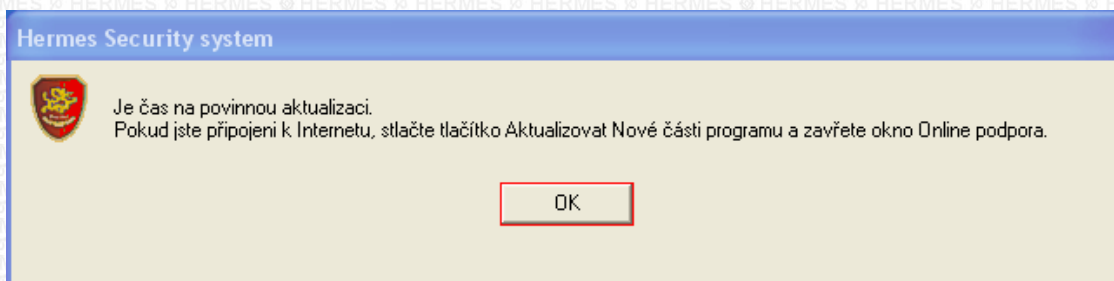 Hermes Security system
Je čas na povinnou aktualizaci.
Pokud jste připojeni k Internetu, stlačte tlačítko Aktualizovat Nové části programu a zavřete okno Online podpora.
OK